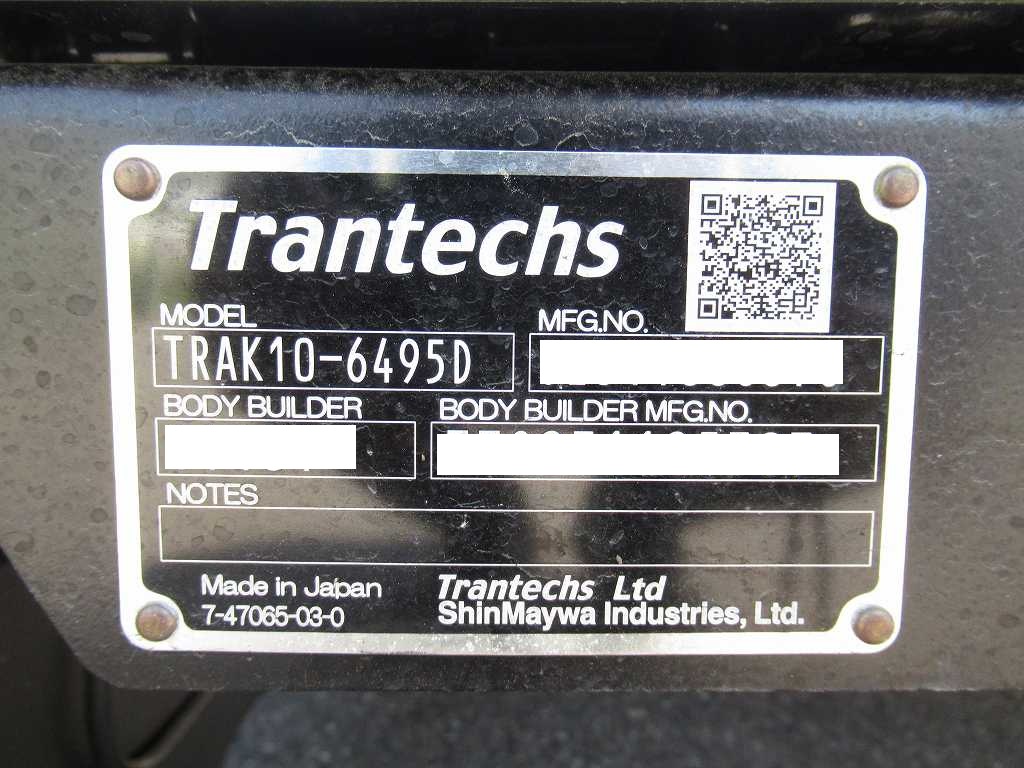 Trantechs
MODEL
MFG.NO.
TRAK10-6495D
BODY BUILDER
BODY BUILDER MFG.NO.
NOTES
Made in Japan
Trantechs Ltd
7-47065-03-0
ShinMaywa Industries, Ltd.